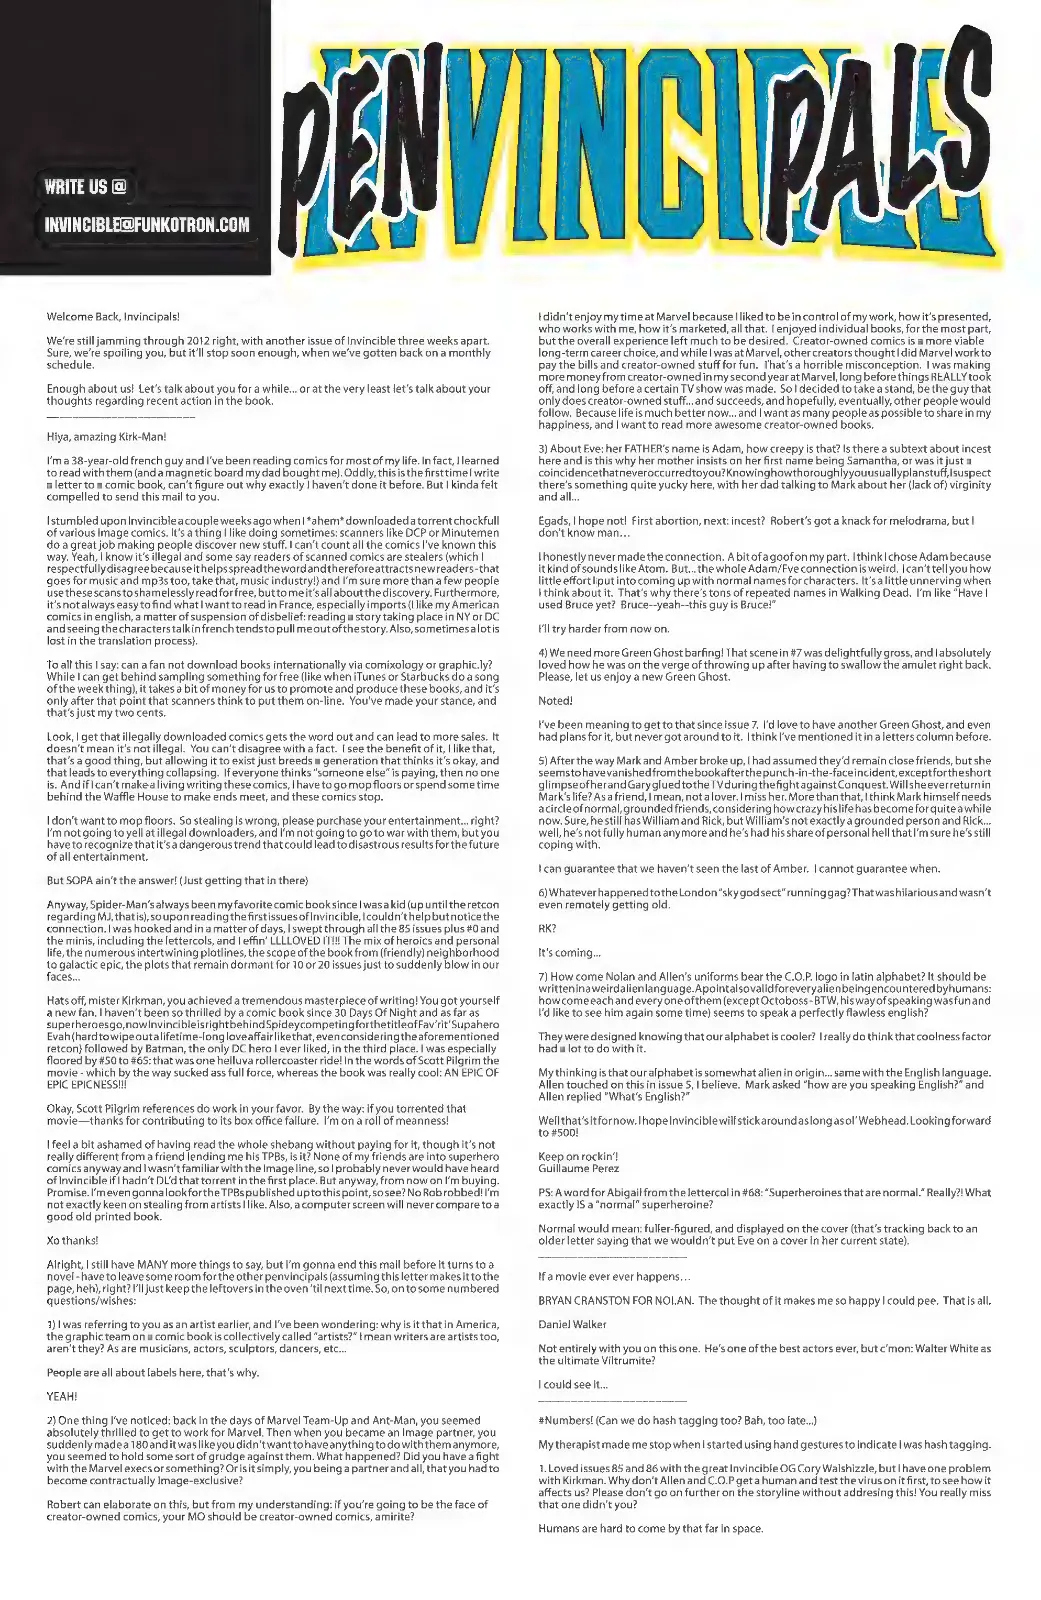 PENVINCIPALS
WRITE US @
INVINCIBLE@FUNKOTRON.COM
Welcome Back, Invincipals!
We're still jamming through 2012 right, with another issue of Invincible three weeks apart.
Sure, we're spoiling you, but it'll stop soon enough, when we've gotten back on a monthly
schedule.
Enough about us! Let's talk about you for a while... or at the very least let's talk about your
thoughts regarding recent action in the book.
Hiya, amazing Kirk-Man!
I'm a 38-year-old french guy and I've been reading comics for most of my life. In fact, I learned
to read with them (and a magnetic board my dad bought me). Oddly, this is the first time I write
a letter to a comic book, can't figure out why exactly I haven't done it before. But I kinda felt
compelled to send this mail to you.
I stumbled upon Invincible a couple weeks ago when I *ahem* downloaded a torrent chockfull
of various Image comics. It's a thing I like doing sometimes: scanners like DCP or Minutemen
do a great job making people discover new stuff. I can't count all the comics I've known this
way. Yeah, I know it's illegal and some say readers of scanned comics are stealers (which I
respectfully disagree because it helps spread the word and therefore attracts new readers - that
goes for music and mp3s too, take that, music industry!) and I'm sure more than a few people
use these scans to shamelessly read for free, but to me it's all about the discovery. Furthermore,
it's not always easy to find what I want to read in France, especially imports (I like my American
comics in english, a matter of suspension of disbelief: reading a story taking place in NY or DC
and seeing the characters talk in french tends to pull me out of the story. Also, sometimes a lot is
lost in the translation process).
To all this I say: can a fan not download books internationally via comixology or graphic.ly?
While I can get behind sampling something for free (like when iTunes or Starbucks do a song
of the week thing), it takes a bit of money for us to promote and produce these books, and it's
only after that point that scanners think to put them on-line. You've made your stance, and
that's just my two cents.
Look, I get that illegally downloaded comics gets the word out and can lead to more sales. It
doesn't mean it's not illegal. You can't disagree with a fact. I see the benefit of it, I like that,
that's a good thing, but allowing it to exist just breeds a generation that thinks it's okay, and
that leads to everything collapsing. If everyone thinks "someone else" is paying, then no one
is. And if I can't make a living writing these comics, I have to go mop floors or spend some time
behind the Waffle House to make ends meet, and these comics stop.
I don't want to mop floors. So stealing is wrong, please purchase your entertainment... right?
I'm not going to yell at illegal downloaders, and I'm not going to go to war with them, but you
have to recognize that it's a dangerous trend that could lead to disastrous results for the future
of all entertainment.
But SOPA ain't the answer! (Just getting that in there)
Anyway, Spider-Man's always been my favorite comic book since I was a kid (up until the retcon
regarding MJ, that is), so upon reading the first issues of Invincible, I couldn't help but notice the
connection. I was hooked and in a matter of days, I swept through all the 85 issues plus #0 and
the minis, including the lettercols, and I effin' LLLLOVED IT!!! The mix of heroics and personal
life, the numerous intertwining plotlines, the scope of the book from (friendly) neighborhood
to galactic epic, the plots that remain dormant for 10 or 20 issues just to suddenly blow in our
faces...
Hats off, mister Kirkman, you achieved a tremendous masterpiece of writing! You got yourself
a new fan. I haven't been so thrilled by a comic book since 30 Days Of Night and as far as
superheroes go, now Invincible is right behind Spidey competing for the title of Fav'rit' Supahero
Evah (hard to wipe out a lifetime-long love affair like that, even considering the aforementioned
retcon) followed by Batman, the only DC hero I ever liked, in the third place. I was especially
floored by #50 to #65: that was one helluva rollercoaster ride! In the words of Scott Pilgrim the
movie - which by the way sucked ass full force, whereas the book was really cool: AN EPIC OF
EPIC EPICNESS!!!
Okay, Scott Pilgrim references do work in your favor. By the way: if you torrented that
movie—thanks for contributing to its box office failure. I'm on a roll of meanness!
I feel a bit ashamed of having read the whole shebang without paying for it, though it's not
really different from a friend lending me his TPBs, is it? None of my friends are into superhero
comics anyway and I wasn't familiar with the Image line, so I probably never would have heard
of Invincible if I hadn't DL'd that torrent in the first place. But anyway, from now on I'm buying.
Promise. I'm even gonna look for the TPBs published up to this point, so see? No Rob robbed! I'm
not exactly keen on stealing from artists I like. Also, a computer screen will never compare to a
good old printed book.
Xo thanks!
Alright, I still have MANY more things to say, but I'm gonna end this mail before it turns to a
novel - have to leave some room for the other penvincipals (assuming this letter makes it to the
page, heh), right? I'll just keep the leftovers in the oven 'til next time. So, on to some numbered
questions/wishes:
1) I was referring to you as an artist earlier, and I've been wondering: why is it that in America,
the graphic team on a comic book is collectively called "artists?" I mean writers are artists too,
aren't they? As are musicians, actors, sculptors, dancers, etc...
People are all about labels here, that's why.
YEAH!
2) One thing I've noticed: back in the days of Marvel Team-Up and Ant-Man, you seemed
absolutely thrilled to get to work for Marvel. Then when you became an Image partner, you
suddenly made a 180 and it was like you didn't want to have anything to do with them anymore,
you seemed to hold some sort of grudge against them. What happened? Did you have a fight
with the Marvel execs or something? Or is it simply, you being a partner and all, that you had to
become contractually Image-exclusive?
Robert can elaborate on this, but from my understanding: if you're going to be the face of
creator-owned comics, your MO should be creator-owned comics, amirite?
I didn't enjoy my time at Marvel because I liked to be in control of my work, how it's presented,
who works with me, how it's marketed, all that. I enjoyed individual books, for the most part,
but the overall experience left much to be desired. Creator-owned comics is a more viable
long-term career choice, and while I was at Marvel, other creators thought I did Marvel work to
pay the bills and creator-owned stuff for fun. That's a horrible misconception. I was making
more money from creator-owned in my second year at Marvel, long before things REALLY took
off, and long before a certain TV show was made. So I decided to take a stand, be the guy that
only does creator-owned stuff... and succeeds, and hopefully, eventually, other people would
follow. Because life is much better now... and I want as many people as possible to share in my
happiness, and I want to read more awesome creator-owned books.
3) About Eve: her FATHER's name is Adam, how creepy is that? Is there a subtext about incest
here and is this why her mother insists on her first name being Samantha, or was it just a
coincidence that never occurred to you? Knowing how thoroughly you usually plan stuff, I suspect
there's something quite yucky here, with her dad talking to Mark about her (lack of) virginity
and all...
Egads, I hope not! First abortion, next: incest? Robert's got a knack for melodrama, but I
don't know man...
I honestly never made the connection. A bit of a goof on my part. I think I chose Adam because
it kind of sounds like Atom. But... the whole Adam/Eve connection is weird. I can't tell you how
little effort I put into coming up with normal names for characters. It's a little unnerving when
I think about it. That's why there's tons of repeated names in Walking Dead. I'm like "Have I
used Bruce yet? Bruce--yeah--this guy is Bruce!"
I'll try harder from now on.
4) We need more Green Ghost barfing! That scene in #7 was delightfully gross, and I absolutely
loved how he was on the verge of throwing up after having to swallow the amulet right back.
Please, let us enjoy a new Green Ghost.
Noted!
I've been meaning to get to that since issue 7. I'd love to have another Green Ghost, and even
had plans for it, but never got around to it. I think I've mentioned it in a letters column before.
5) After the way Mark and Amber broke up, I had assumed they'd remain close friends, but she
seems to have vanished from the book after the punch-in-the-face incident, except for the short
glimpse of her and Gary glued to the TV during the fight against Conquest. Will she ever return in
Mark's life? As a friend, I mean, not a lover. I miss her. More than that, I think Mark himself needs
a circle of normal, grounded friends, considering how crazy his life has become for quite a while
now. Sure, he still has William and Rick, but William's not exactly a grounded person and Rick...
well, he's not fully human anymore and he's had his share of personal hell that I'm sure he's still
coping with.
I can guarantee that we haven't seen the last of Amber. I cannot guarantee when.
6) Whatever happened to the London "sky god sect" running gag? That was hilarious and wasn't
even remotely getting old.
RK?
It's coming...
7) How come Nolan and Allen's uniforms bear the C.O.P. logo in latin alphabet? It should be
written in a weird alien language. A point also valid for every alien being encountered by humans:
how come each and every one of them (except Octoboss - BTW, his way of speaking was fun and
I'd like to see him again some time) seems to speak a perfectly flawless english?
They were designed knowing that our alphabet is cooler? I really do think that coolness factor
had a lot to do with it.
My thinking is that our alphabet is somewhat alien in origin... same with the English language.
Allen touched on this in issue 5, I believe. Mark asked "how are you speaking English?" and
Allen replied "What's English?"
Well that's it for now. I hope Invincible will stick around as long as ol' Webhead. Looking forward
to #500!
Keep on rockin'!
Guillaume Perez
PS: A word for Abigail from the lettercol in #68: "Superheroines that are normal." Really?! What
exactly IS a "normal" superheroine?
Normal would mean: fuller-figured, and displayed on the cover (that's tracking back to an
older letter saying that we wouldn't put Eve on a cover in her current state).
If a movie ever ever happens...
BRYAN CRANSTON FOR NOLAN. The thought of it makes me so happy I could pee. That is all.
Daniel Walker
Not entirely with you on this one. He's one of the best actors ever, but c'mon: Walter White as
the ultimate Viltrumite?
I could see it...
#Numbers! (Can we do hash tagging too? Bah, too late...)
My therapist made me stop when I started using hand gestures to indicate I was hash tagging.
1. Loved issues 85 and 86 with the great Invincible OG Cory Walshizzle, but I have one problem
with Kirkman. Why don't Allen and C.O.P get a human and test the virus on it first, to see how it
affects us? Please don't go on further on the storyline without addresing this! You really miss
that one didn't you?
Humans are hard to come by that far in space.